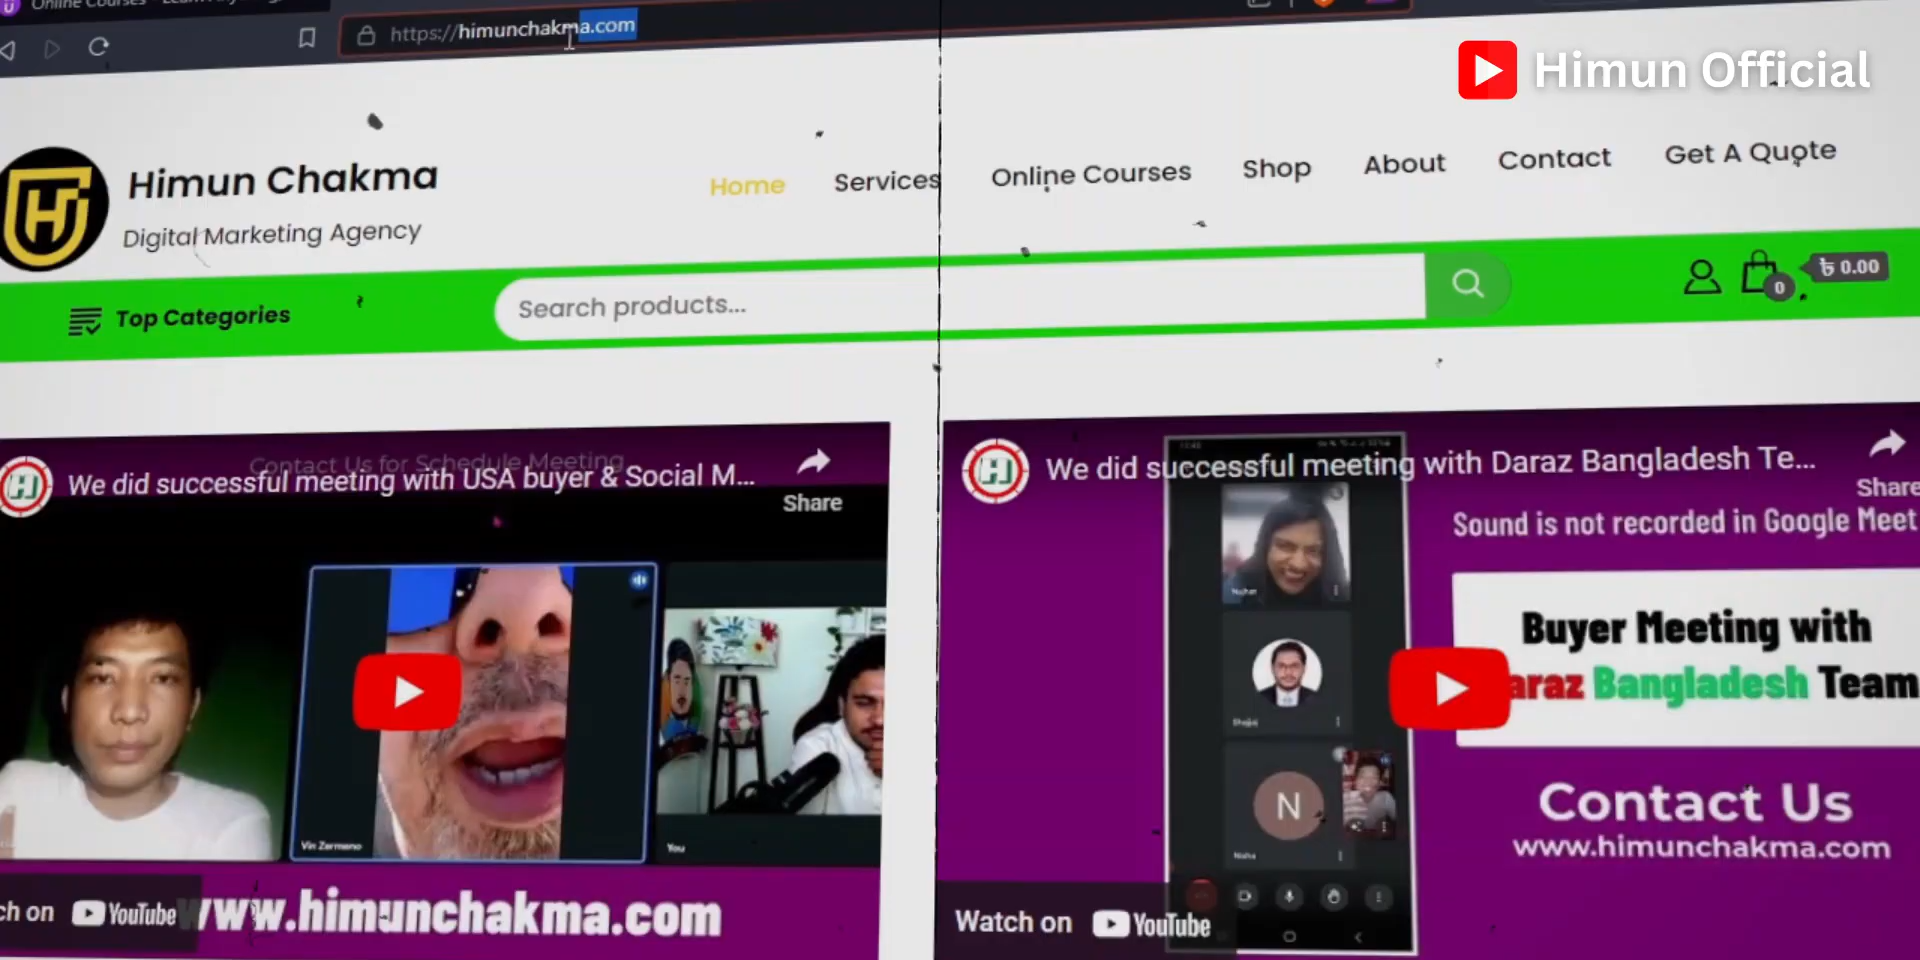 https://himunchakma.com
Himun Official
Himun Chakma
Digital Marketing Agency
Home
Services
Online Courses
Shop
About
Contact
Get A Quote
Top Categories
Search products...
0
৳ 0.00
Contact Us for Schedule Meeting
We did successful meeting with USA buyer & Social M...
Share
Vin Zermeno
You
ch on YouTube
www.himunchakma.com
We did successful meeting with Daraz Bangladesh Te...
Share
Sound is not recorded in Google Meet
Buyer Meeting with
araz Bangladesh Team
N
Contact Us
www.himunchakma.com
Watch on YouTube